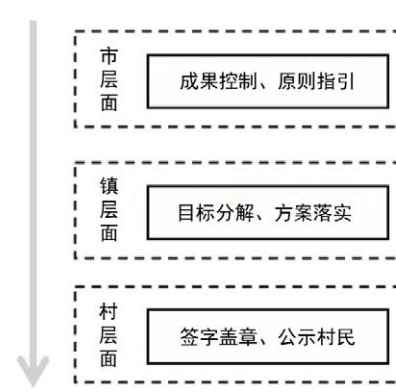 市层面
成果控制、原则指引
镇层面
目标分解、方案落实
村层面
签字盖章、公示村民